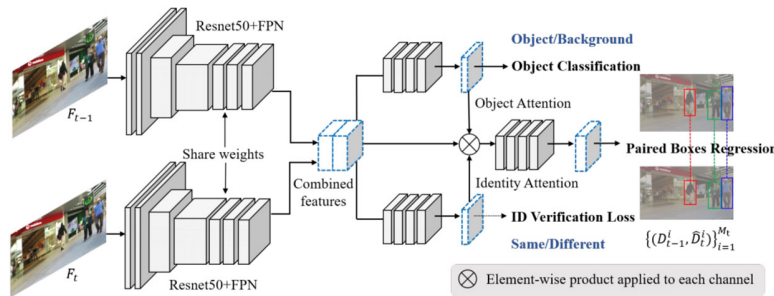 Resnet50+FPN
Object/Background
Object Classification
F_{t-1}
Object Attention
Share weights
Combined features
Paired Boxes Regression
Identity Attention
ID Verification Loss
Same/Different
F_t
{(D^i_{t-1}, D̂^i_t)}^{M_t}_{i=1}
Resnet50+FPN
⊗ Element-wise product applied to each channel